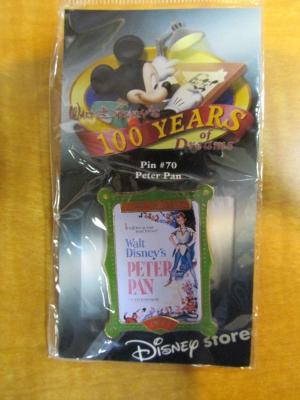 Walt Disney's
100 YEARS
of
Dreams
Pin #70
Peter Pan
Walt
Disney's
PETER
PAN
Disney store